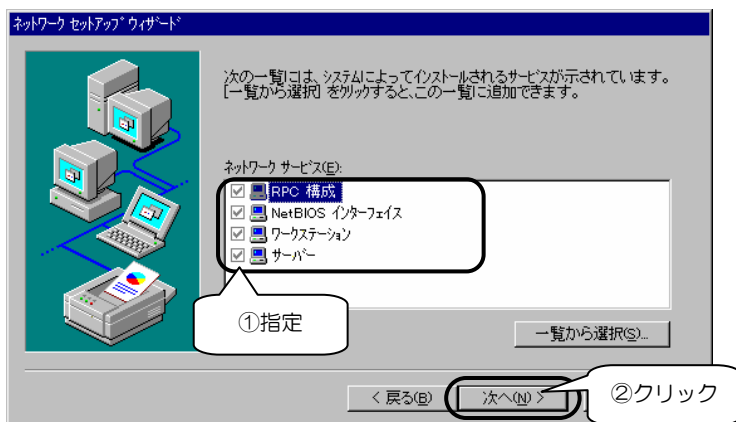 ネットワーク セットアップ ウィザード
次の一覧には、システムによってインストールされるサービスが示されています。
[一覧から選択] をクリックすると、この一覧に追加できます。
ネットワーク サービス(E):
RPC 構成
NetBIOS インターフェイス
ワークステーション
サーバー
①指定
一覧から選択(S)...
< 戻る(B)
次へ(N) >
②クリック